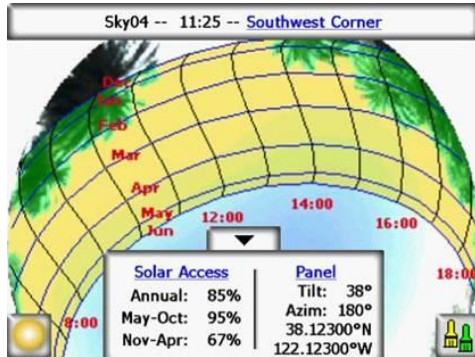 Sky04 -- 11:25 -- Southwest Corner
Dec
Jan
Feb
Mar
Apr
May
Jun
12:00
14:00
16:00
18:00
8:00
Solar Access
Annual: 85%
May-Oct: 95%
Nov-Apr: 67%
Panel
Tilt: 38°
Azim: 180°
38.12300°N
122.12300°W